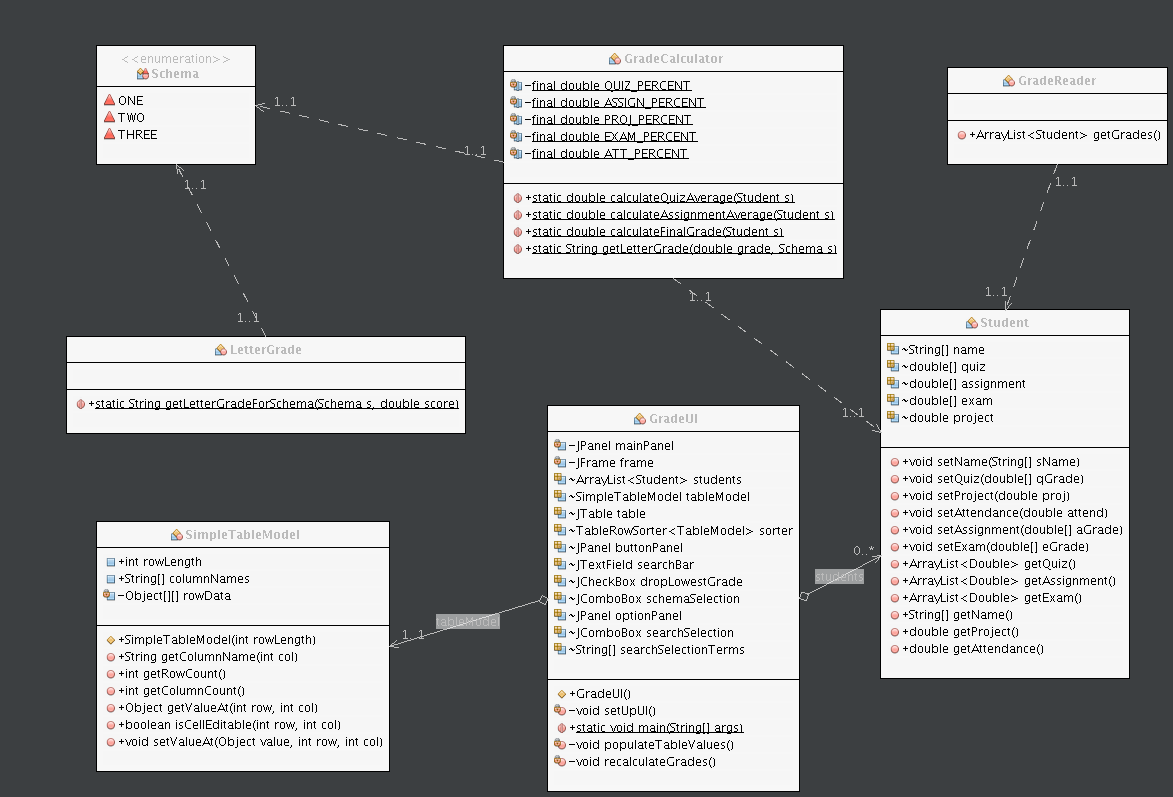 <<enumeration>>
Schema
ONE
TWO
THREE
GradeCalculator
-final double QUIZ_PERCENT
-final double ASSIGN_PERCENT
-final double PROJ_PERCENT
-final double EXAM_PERCENT
-final double ATT_PERCENT
+static double calculateQuizAverage(Student s)
+static double calculateAssignmentAverage(Student s)
+static double calculateFinalGrade(Student s)
+static String getLetterGrade(double grade, Schema s)
GradeReader
+ArrayList<Student> getGrades()
1..1
1..1
1..1
1..1
1..1
1..1
1..1
1..1
LetterGrade
+static String getLetterGradeForSchema(Schema s, double score)
Student
~String[] name
~double[] quiz
~double[] assignment
~double[] exam
~double project
+void setName(String[] sName)
+void setQuiz(double[] qGrade)
+void setProject(double proj)
+void setAttendance(double attend)
+void setAssignment(double[] aGrade)
+void setExam(double[] eGrade)
+ArrayList<Double> getQuiz()
+ArrayList<Double> getAssignment()
+ArrayList<Double> getExam()
+String[] getName()
+double getProject()
+double getAttendance()
GradeUI
-JPanel mainPanel
-JFrame frame
~ArrayList<Student> students
~SimpleTableModel tableModel
~JTable table
~TableRowSorter<TableModel> sorter
~JPanel buttonPanel
~JTextField searchBar
~JCheckBox dropLowestGrade
~JComboBox schemaSelection
~JPanel optionPanel
~JComboBox searchSelection
~String[] searchSelectionTerms
+GradeUI()
-void setUpUI()
+static void main(String[] args)
-void populateTableValues()
-void recalculateGrades()
0..*
students
tableModel
1..1
SimpleTableModel
+int rowLength
+String[] columnNames
-Object[][] rowData
+SimpleTableModel(int rowLength)
+String getColumnName(int col)
+int getRowCount()
+int getColumnCount()
+Object getValueAt(int row, int col)
+boolean isCellEditable(int row, int col)
+void setValueAt(Object value, int row, int col)